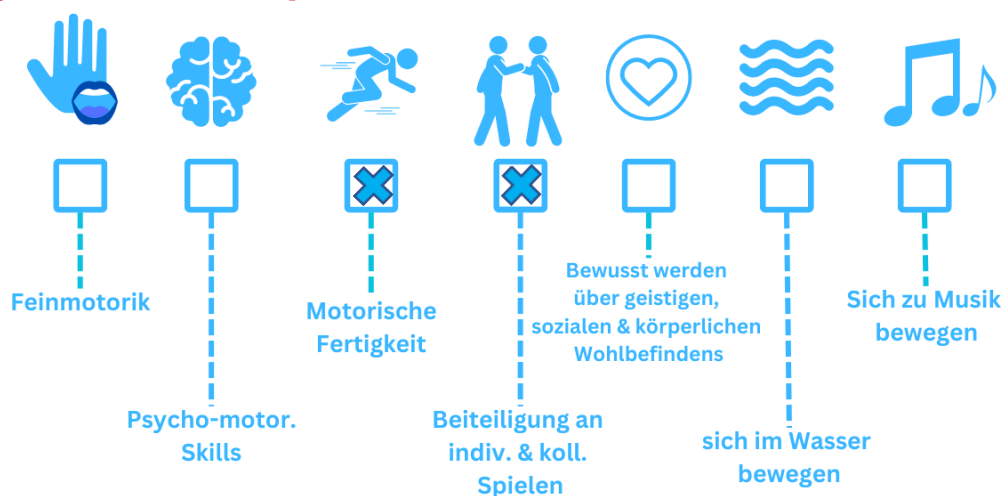 Feinmotorik
Psycho-motor.
Skills
Motorische
Fertigkeit
Beiteiligung an
indiv. & koll.
Spielen
Bewusst werden
über geistigen,
sozialen & körperlichen
Wohlbefindens
sich im Wasser
bewegen
Sich zu Musik
bewegen